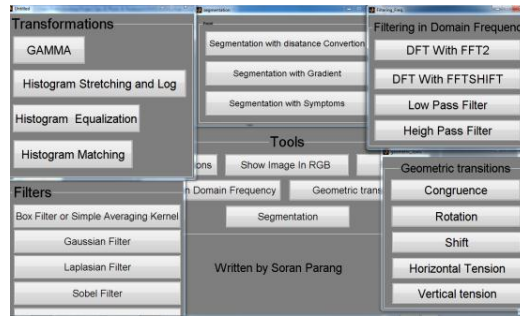 Untitled
Transformations
GAMMA
Histogram Stretching and Log
Histogram Equalization
Histogram Matching
Filters
Box Filter or Simple Averaging Kernel
Gaussian Filter
Laplasian Filter
Sobel Filter
segmentation
Segmentation with disatance Convertion
Segmentation with Gradient
Segmentation with Symptoms
Tools
ons
Show Image In RGB
n Domain Frequency
Geometric trans
Segmentation
Written by Soran Parang
Filtering in Domain Frequenc
DFT With FFT2
DFT With FFTSHIFT
Low Pass Filter
Heigh Pass Filter
Geometric transitions
Congruence
Rotation
Shift
Horizontal Tension
Vertical tension